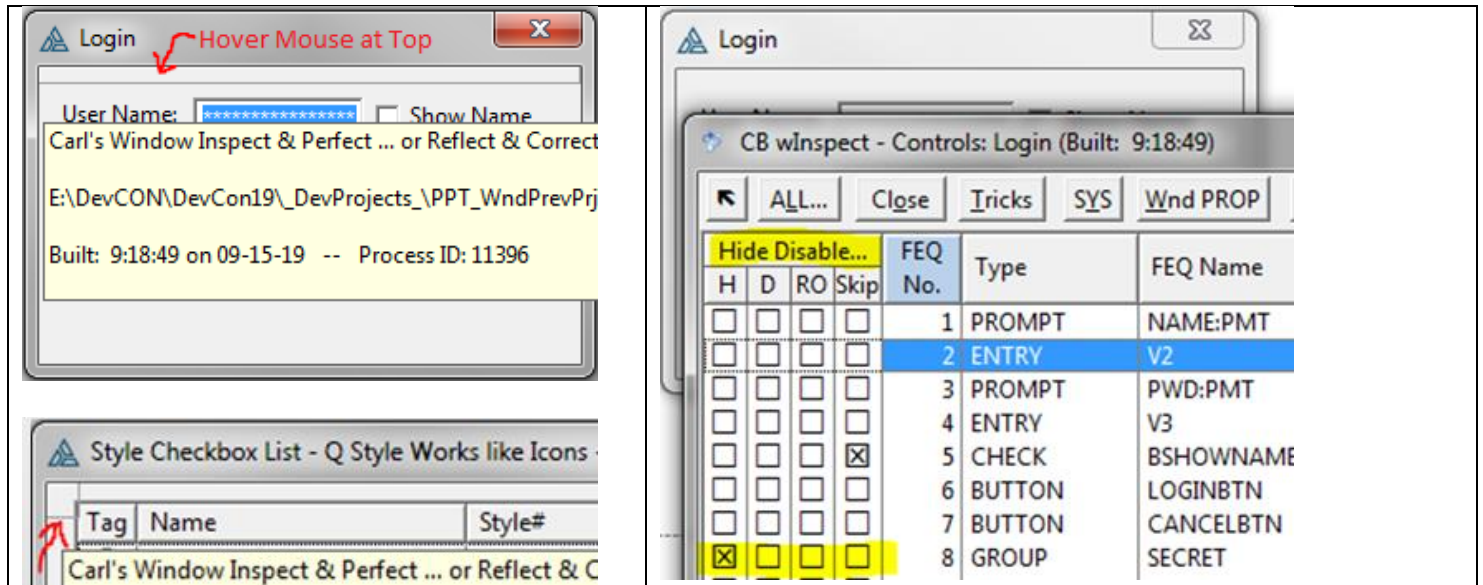 Login
Hover Mouse at Top
User Name: **************** Show Name
Carl's Window Inspect & Perfect ... or Reflect & Correct
E:\DevCON\DevCon19\_DevProjects_\PPT_WndPrevPrj
Built: 9:18:49 on 09-15-19 -- Process ID: 11396
Style Checkbox List - Q Style Works like Icons -
Tag Name Style#
Carl's Window Inspect & Perfect ... or Reflect & C
Login
CB wInspect - Controls: Login (Built: 9:18:49)
ALL... Close Tricks SYS Wnd PROP
Hide Disable... FEQ No. Type FEQ Name
H D RO Skip
1 PROMPT NAME:PMT
2 ENTRY V2
3 PROMPT PWD:PMT
4 ENTRY V3
5 CHECK BSHOWNAME
6 BUTTON LOGINBTN
7 BUTTON CANCELBTN
8 GROUP SECRET